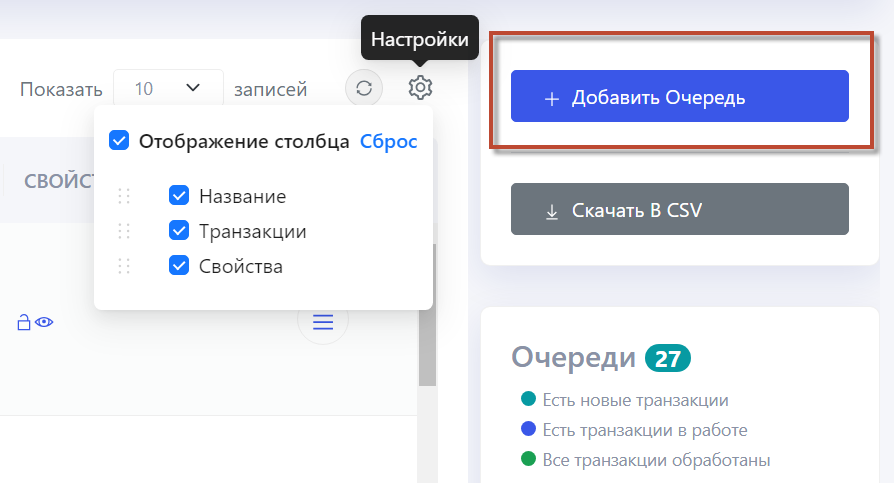 Настройки
Показать 10 записей
Отображение столбца Сброс
Название
Транзакции
Свойства
+ Добавить Очередь
Скачать В CSV
Очереди 27
Есть новые транзакции
Есть транзакции в работе
Все транзакции обработаны